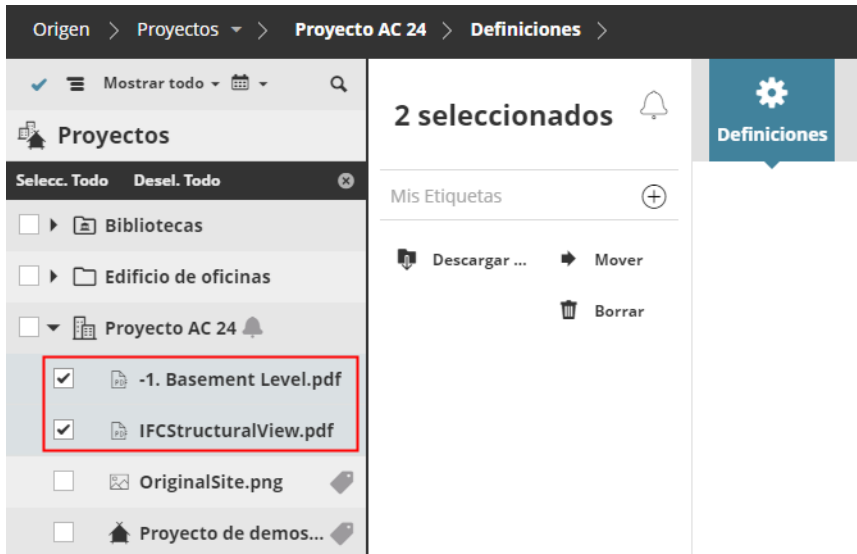 Origen > Proyectos > Proyecto AC 24 > Definiciones >
Mostrar todo
Proyectos
Selecc. Todo Desel. Todo
Bibliotecas
Edificio de oficinas
Proyecto AC 24
-1. Basement Level.pdf
IFCStructuralView.pdf
OriginalSite.png
Proyecto de demos...
2 seleccionados
Mis Etiquetas
Descargar ... Mover
Borrar
Definiciones